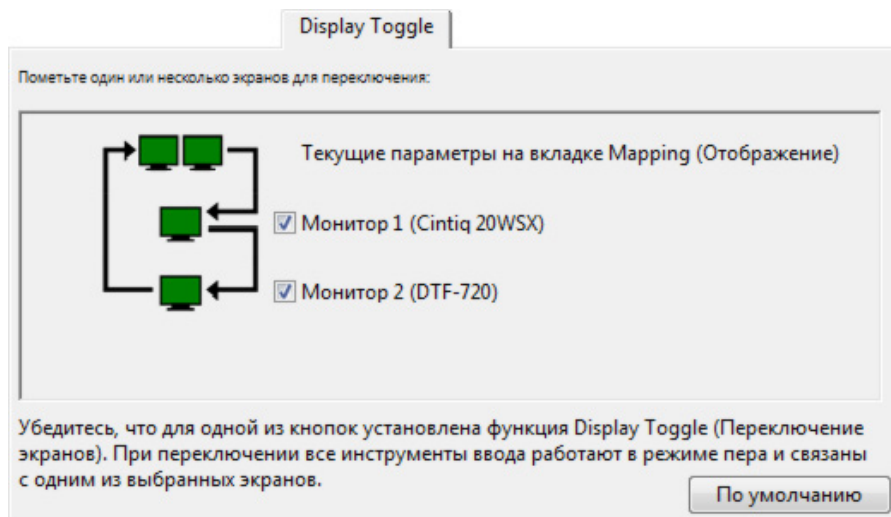 Display Toggle
Пометьте один или несколько экранов для переключения:
Текущие параметры на вкладке Mapping (Отображение)
Монитор 1 (Cintiq 20WSX)
Монитор 2 (DTF-720)
Убедитесь, что для одной из кнопок установлена функция Display Toggle (Переключение
экранов). При переключении все инструменты ввода работают в режиме пера и связаны
с одним из выбранных экранов.
По умолчанию